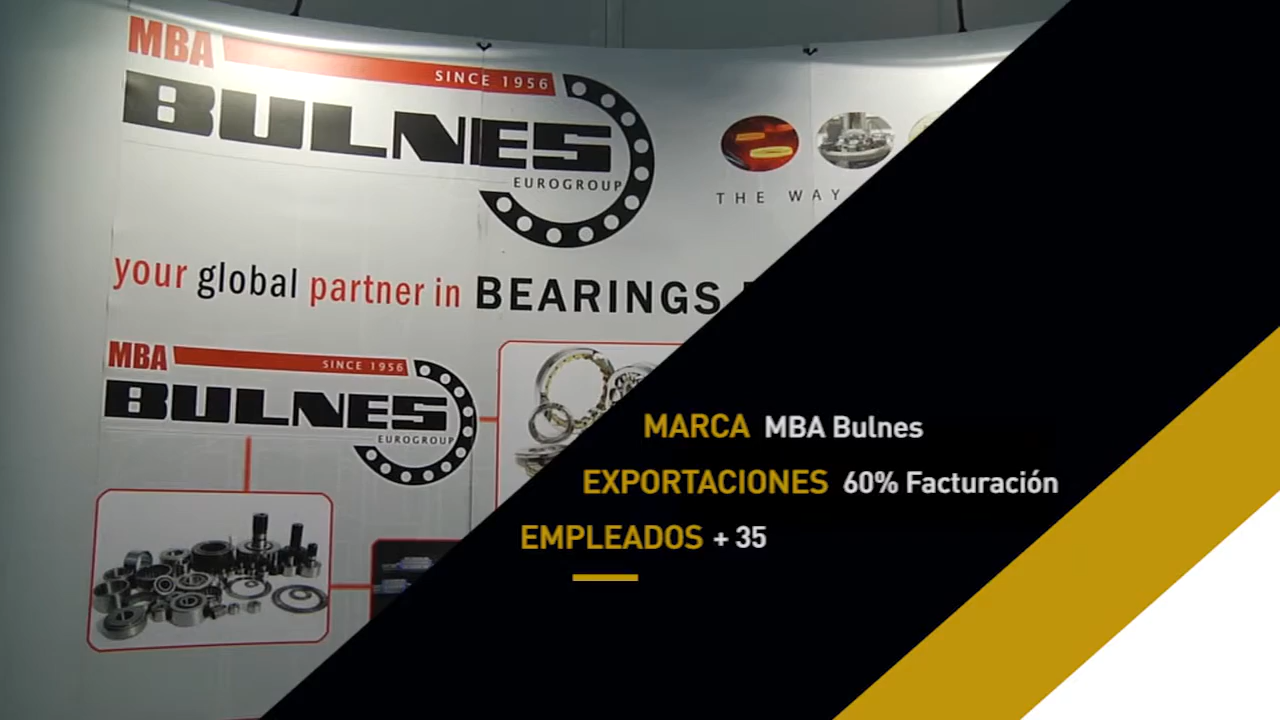 MBA
SINCE 1956
BULNES
EUROGROUP
THE WAY
your global partner in BEARINGS
MBA
SINCE 1956
BULNES
EUROGROUP
MARCA MBA Bulnes
EXPORTACIONES 60% Facturación
EMPLEADOS + 35